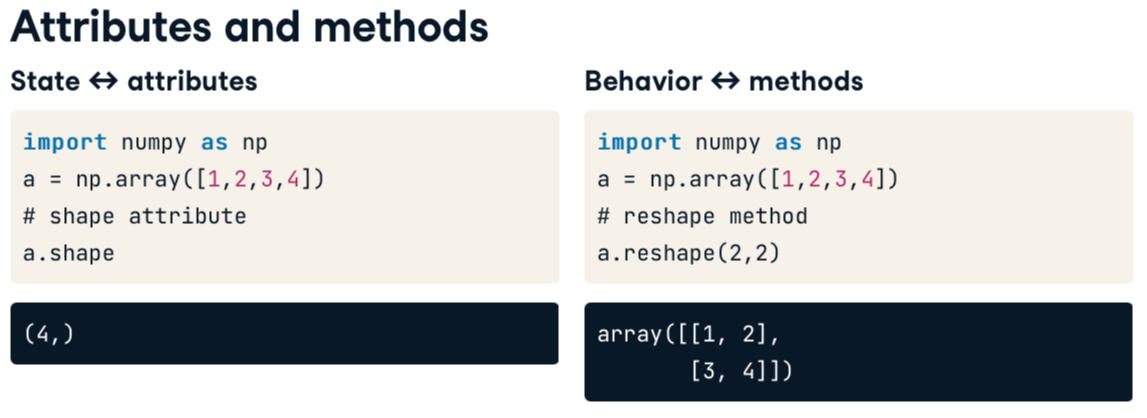 Attributes and methods
State ↔ attributes
import numpy as np
a = np.array([1,2,3,4])
# shape attribute
a.shape
(4,)
Behavior ↔ methods
import numpy as np
a = np.array([1,2,3,4])
# reshape method
a.reshape(2,2)
array([[1, 2],
       [3, 4]])